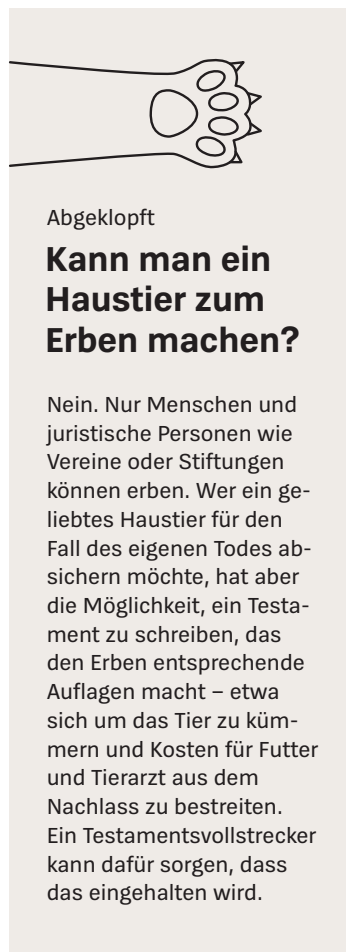 Abgeklopft
Kann man ein
Haustier zum
Erben machen?
Nein. Nur Menschen und
juristische Personen wie
Vereine oder Stiftungen
können erben. Wer ein ge-
liebtes Haustier für den
Fall des eigenen Todes ab-
sichern möchte, hat aber
die Möglichkeit, ein Testa-
ment zu schreiben, das
den Erben entsprechende
Auflagen macht – etwa
sich um das Tier zu küm-
mern und Kosten für Futter
und Tierarzt aus dem
Nachlass zu bestreiten.
Ein Testamentsvollstrecker
kann dafür sorgen, dass
das eingehalten wird.